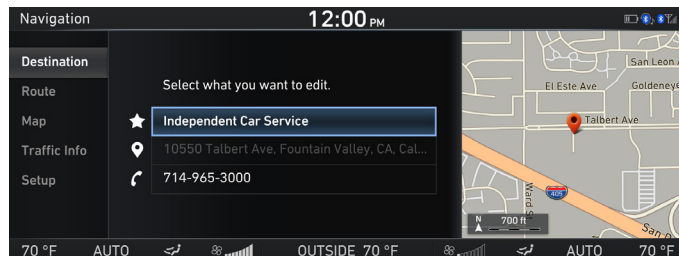 Navigation
12:00 PM
Destination
Route
Map
Traffic Info
Setup
Select what you want to edit.
Independent Car Service
10550 Talbert Ave, Fountain Valley, CA, Cal...
714-965-3000
San Leon
El Este Ave
Goldeneye
Talbert Ave
405
Ward St
N
700 ft
San D
70 °F
AUTO
OUTSIDE 70 °F
AUTO
70 °F